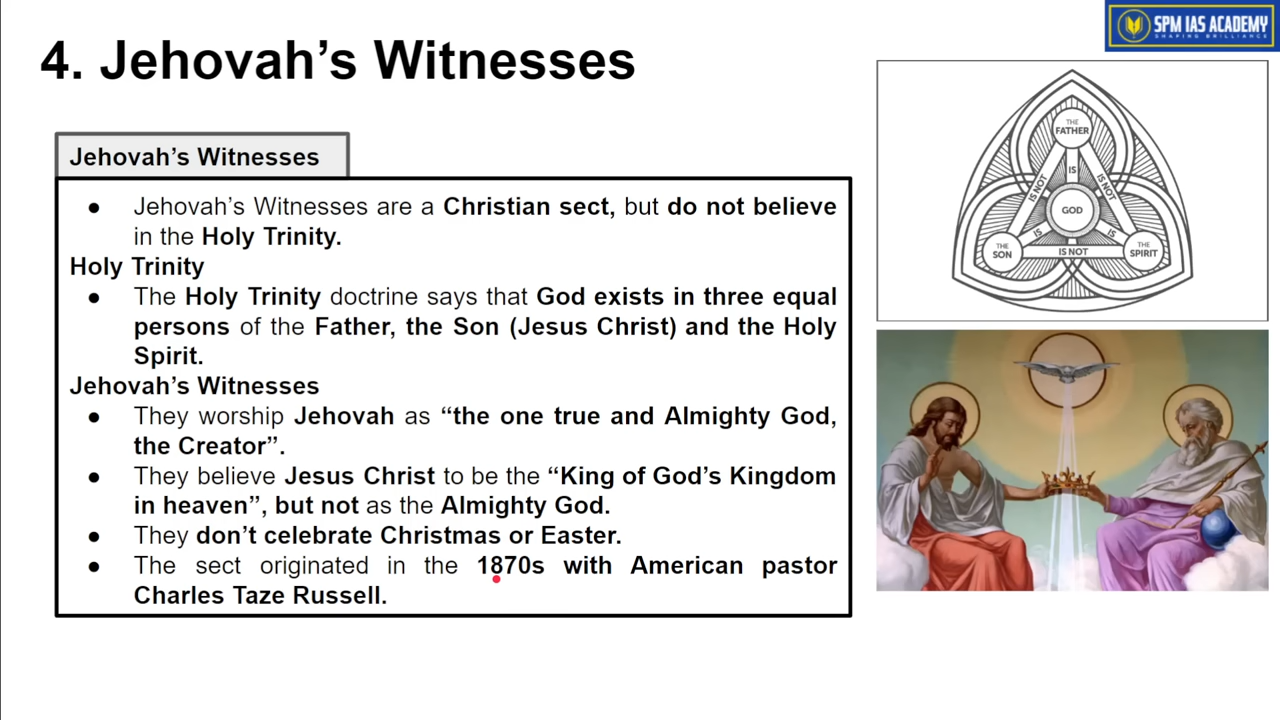 SPM IAS ACADEMY
SHAPING BRILLIANCE
4. Jehovah’s Witnesses
Jehovah’s Witnesses
● Jehovah’s Witnesses are a Christian sect, but do not believe
in the Holy Trinity.
Holy Trinity
● The Holy Trinity doctrine says that God exists in three equal
persons of the Father, the Son (Jesus Christ) and the Holy
Spirit.
Jehovah’s Witnesses
● They worship Jehovah as “the one true and Almighty God,
the Creator”.
● They believe Jesus Christ to be the “King of God’s Kingdom
in heaven”, but not as the Almighty God.
● They don’t celebrate Christmas or Easter.
● The sect originated in the 1870s with American pastor
Charles Taze Russell.
THE
FATHER
IS NOT
IS
IS NOT
GOD
IS
IS
THE
SON
IS NOT
THE
SPIRIT